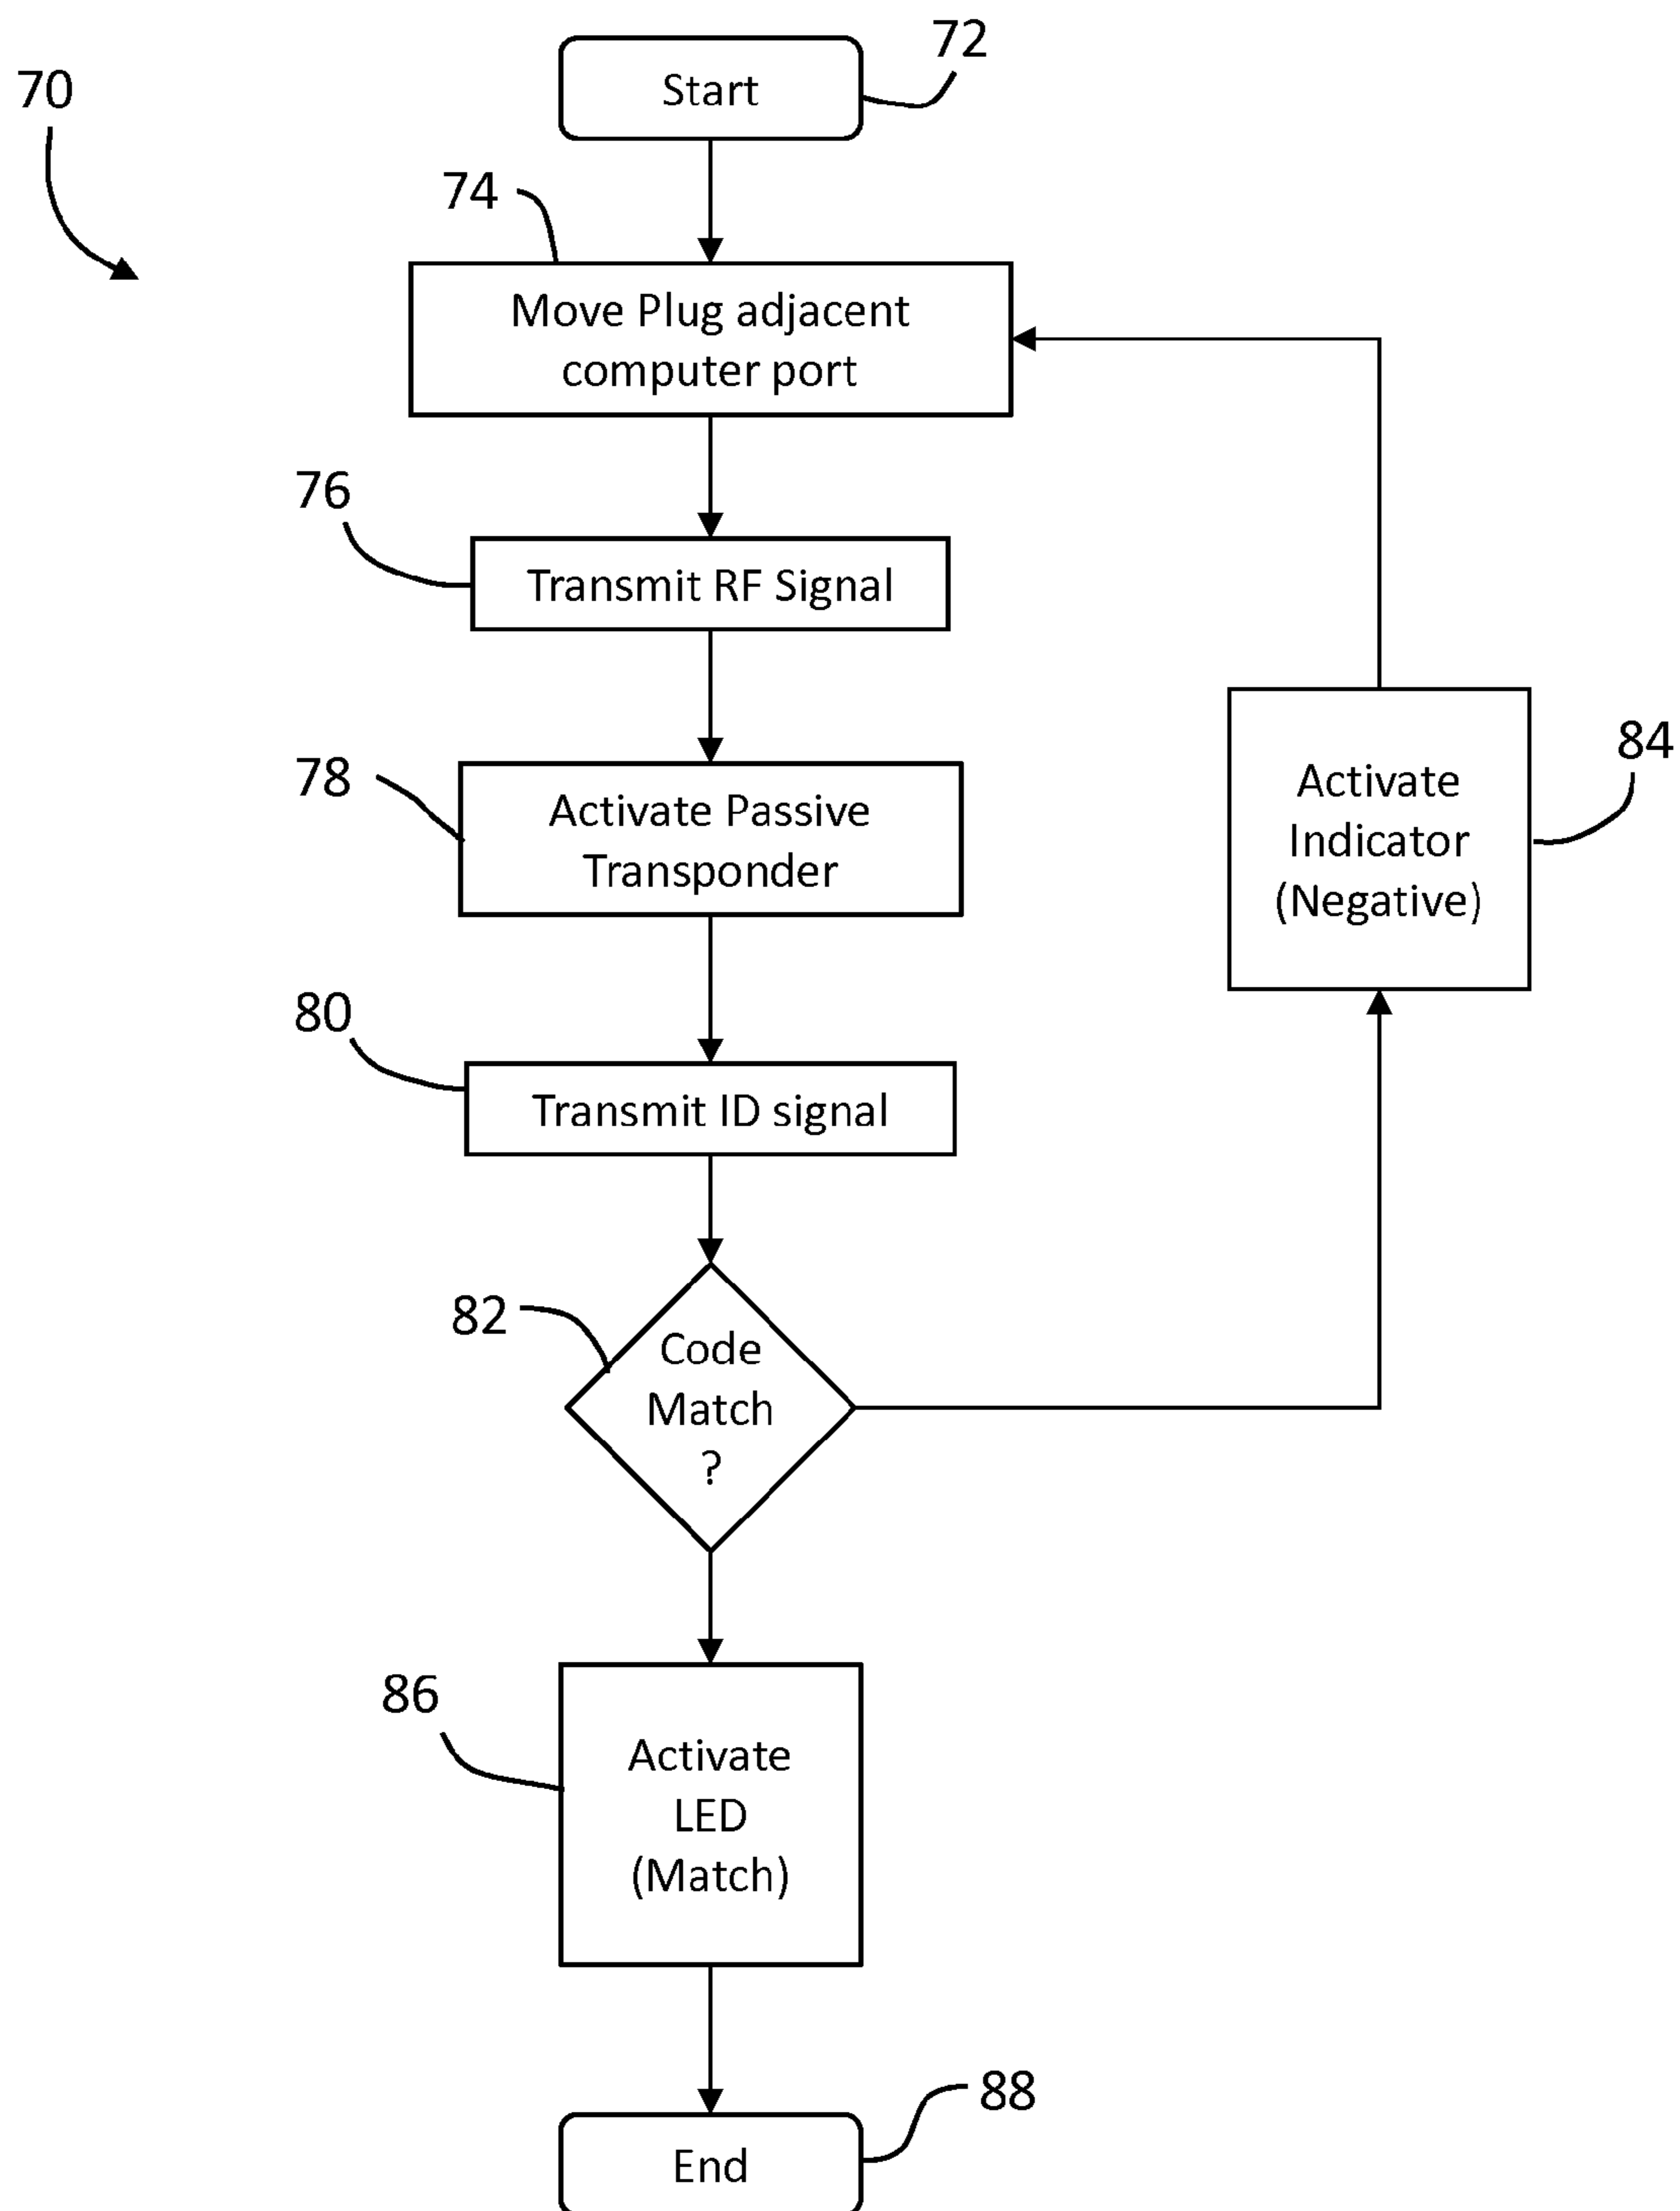 70
72
Start
74
Move Plug adjacent
computer port
76
Transmit RF Signal
78
Activate Passive
Transponder
84
Activate
Indicator
(Negative)
80
Transmit ID signal
82
Code
Match
?
86
Activate
LED
(Match)
88
End